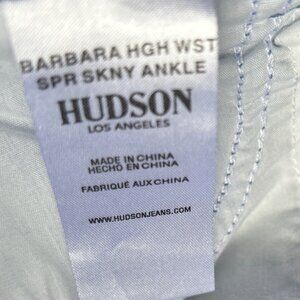 BARBARA HGH WST
SPR SKNY ANKLE
HUDSON
LOS ANGELES
MADE IN CHINA
HECHO EN CHINA
FABRIQUÉ AUX CHINA
WWW.HUDSONJEANS.COM